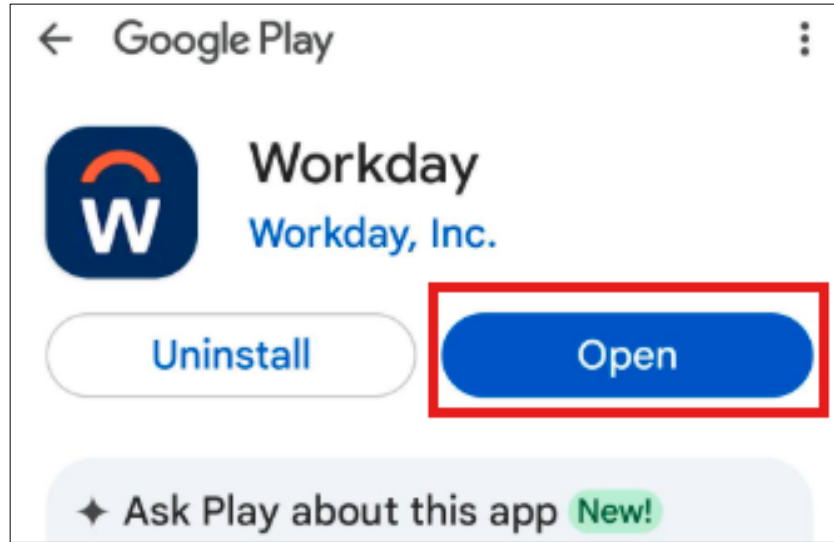 Google Play
W
Workday
Workday, Inc.
Uninstall
Open
Ask Play about this app New!